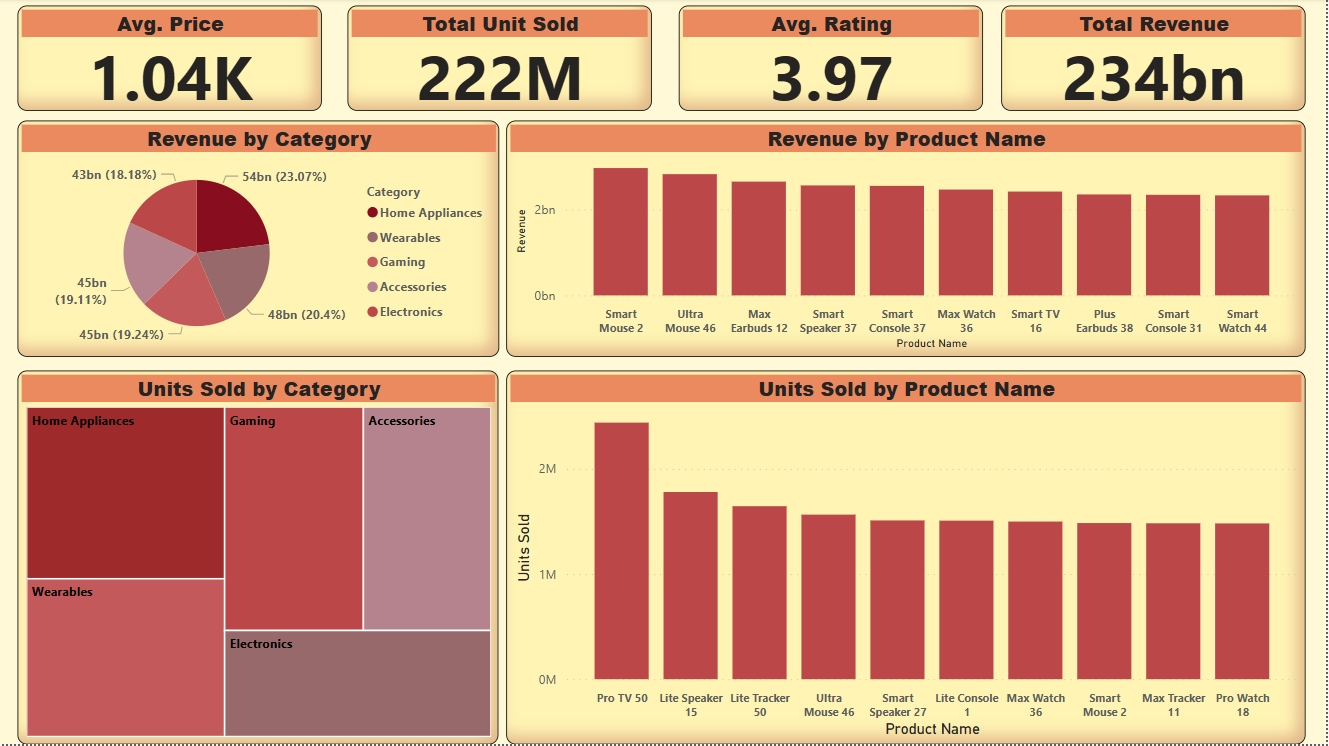 Avg. Price
1.04K
Total Unit Sold
222M
Avg. Rating
3.97
Total Revenue
234bn
Revenue by Category
43bn (18.18%)
54bn (23.07%)
45bn
(19.11%)
48bn (20.4%)
45bn (19.24%)
Category
Home Appliances
Wearables
Gaming
Accessories
Electronics
Revenue by Product Name
Revenue
2bn
0bn
Smart
Mouse 2
Ultra
Mouse 46
Max
Earbuds 12
Smart
Speaker 37
Smart
Console 37
Max Watch
36
Smart TV
16
Plus
Earbuds 38
Smart
Console 31
Smart
Watch 44
Product Name
Units Sold by Category
Home Appliances
Gaming
Accessories
Wearables
Electronics
Units Sold by Product Name
Units Sold
2M
1M
0M
Pro TV 50
Lite Speaker
15
Lite Tracker
50
Ultra
Mouse 46
Smart
Speaker 27
Lite Console
1
Max Watch
36
Smart
Mouse 2
Max Tracker
11
Pro Watch
18
Product Name